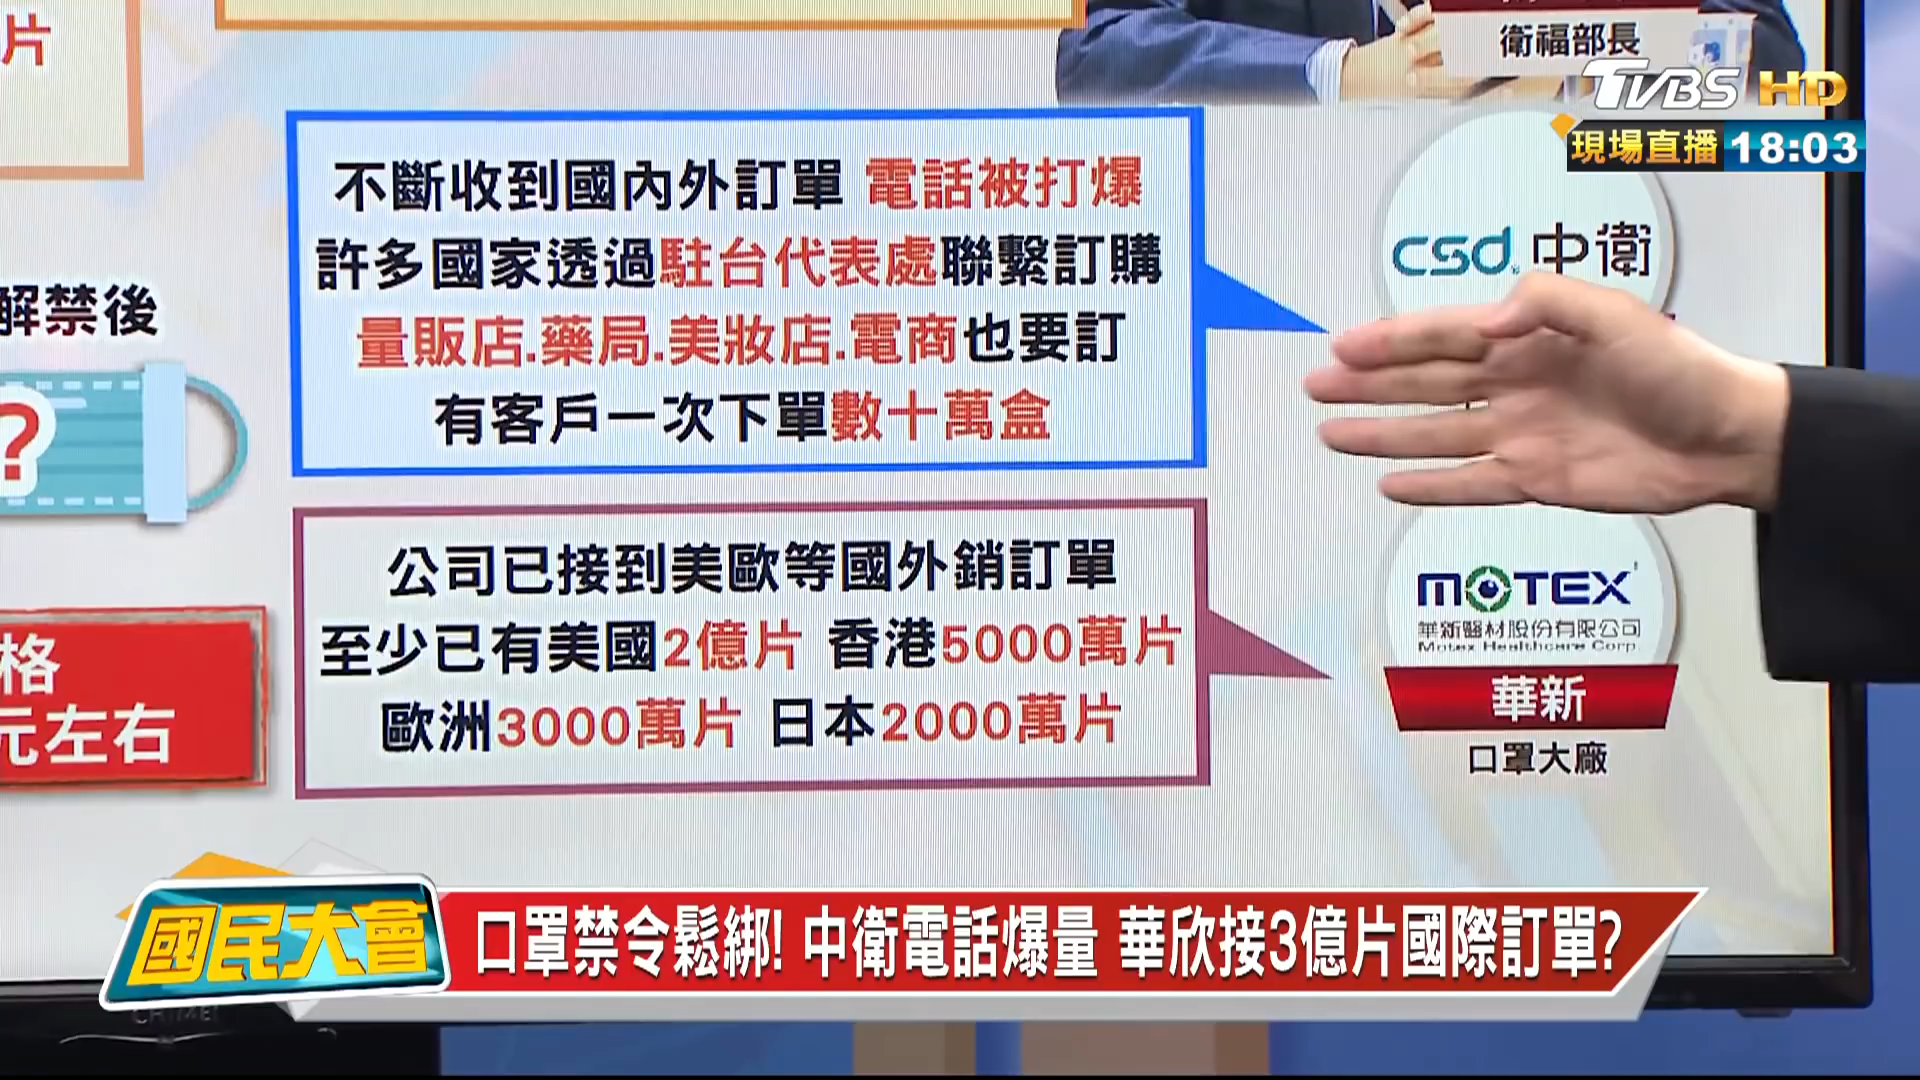 片
衛福部長
TVBS HD
現場直播 18:03
不斷收到國內外訂單 電話被打爆
許多國家透過駐台代表處聯繫訂購
量販店.藥局.美妝店.電商也要訂
有客戶一次下單數十萬盒
csd 中衛
解禁後
?
公司已接到美歐等國外銷訂單
至少已有美國2億片 香港5000萬片
歐洲3000萬片 日本2000萬片
MOTEX
華新醫材股份有限公司
Motex Healthcare Corp.
華新
口罩大廠
格
元左右
國民大會
口罩禁令鬆綁! 中衛電話爆量 華欣接3億片國際訂單?
CHIMEI